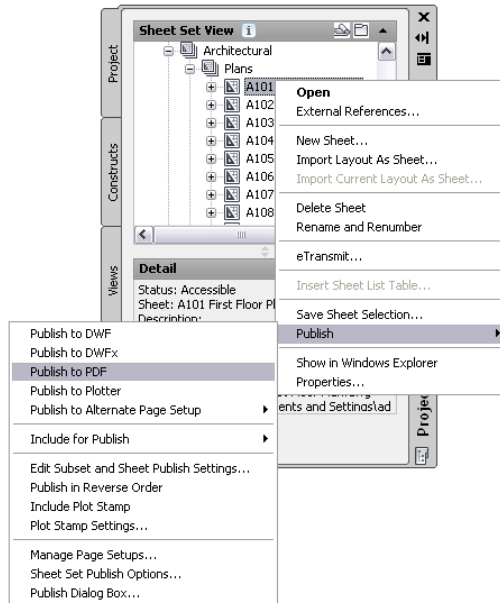 Sheet Set View
Architectural
Plans
A101
A102
A103
A104
A105
A106
A107
A108
Project
Constructs
Views
Detail
Status: Accessible
Sheet: A101 First Floor Pl
Description:
ents and Settings\ad
Open
External References...
New Sheet...
Import Layout As Sheet...
Import Current Layout As Sheet...
Delete Sheet
Rename and Renumber
eTransmit...
Insert Sheet List Table...
Save Sheet Selection...
Publish
Show in Windows Explorer
Properties...
Publish to DWF
Publish to DWFx
Publish to PDF
Publish to Plotter
Publish to Alternate Page Setup
Include for Publish
Edit Subset and Sheet Publish Settings...
Publish in Reverse Order
Include Plot Stamp
Plot Stamp Settings...
Manage Page Setups...
Sheet Set Publish Options...
Publish Dialog Box...